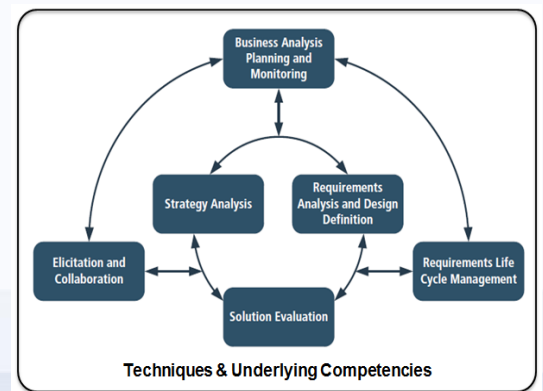 Business Analysis
Planning and
Monitoring
Strategy Analysis
Requirements
Analysis and Design
Definition
Elicitation and
Collaboration
Requirements Life
Cycle Management
Solution Evaluation
Techniques & Underlying Competencies